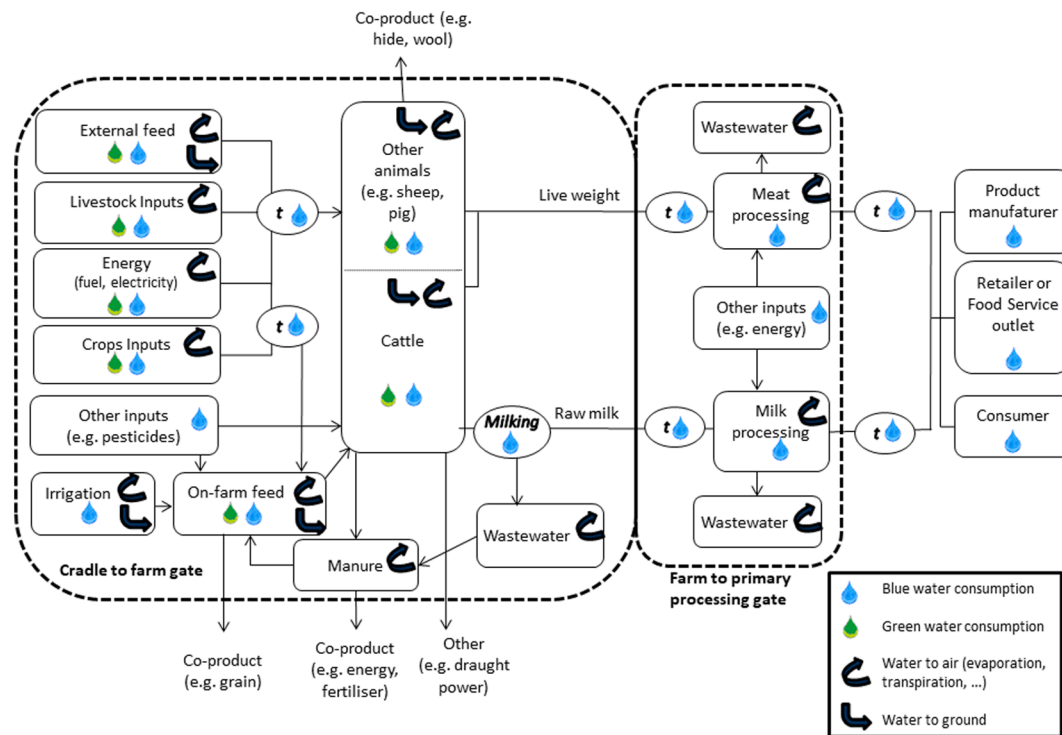 Co-product (e.g.
hide, wool)
External feed
Livestock Inputs
Energy
(fuel, electricity)
Crops Inputs
Other inputs
(e.g. pesticides)
Irrigation
On-farm feed
Cradle to farm gate
t
t
Other
animals
(e.g. sheep,
pig)
Cattle
Manure
Milking
Wastewater
Live weight
Raw milk
Co-product
(e.g. grain)
Co-product
(e.g. energy,
fertiliser)
Other
(e.g. draught
power)
t
t
Wastewater
Meat
processing
Other inputs
(e.g. energy)
Milk
processing
Wastewater
Farm to primary
processing gate
t
t
Product
manufaturer
Retailer or
Food Service
outlet
Consumer
Blue water consumption
Green water consumption
Water to air (evaporation,
transpiration, ...)
Water to ground